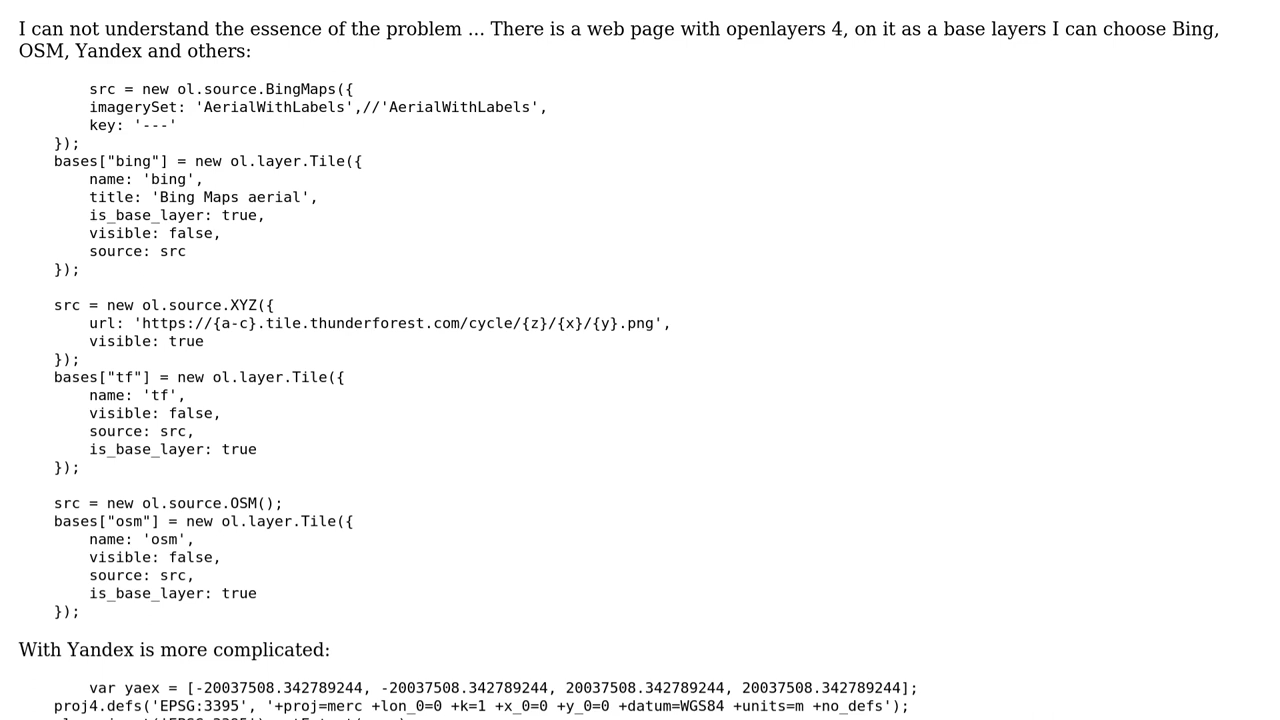 I can not understand the essence of the problem ... There is a web page with openlayers 4, on it as a base layers I can choose Bing,
OSM, Yandex and others:
src = new ol.source.BingMaps({
imagerySet: 'AerialWithLabels',//'AerialWithLabels',
key: '---'
});
bases["bing"] = new ol.layer.Tile({
name: 'bing',
title: 'Bing Maps aerial',
is_base_layer: true,
visible: false,
source: src
});
src = new ol.source.XYZ({
url: 'https://{a-c}.tile.thunderforest.com/cycle/{z}/{x}/{y}.png',
visible: true
});
bases["tf"] = new ol.layer.Tile({
name: 'tf',
visible: false,
source: src,
is_base_layer: true
});
src = new ol.source.OSM();
bases["osm"] = new ol.layer.Tile({
name: 'osm',
visible: false,
source: src,
is_base_layer: true
});
With Yandex is more complicated:
var yaex = [-20037508.342789244, -20037508.342789244, 20037508.342789244, 20037508.342789244];
proj4.defs('EPSG:3395', '+proj=merc +lon_0=0 +k=1 +x_0=0 +y_0=0 +datum=WGS84 +units=m +no_defs');